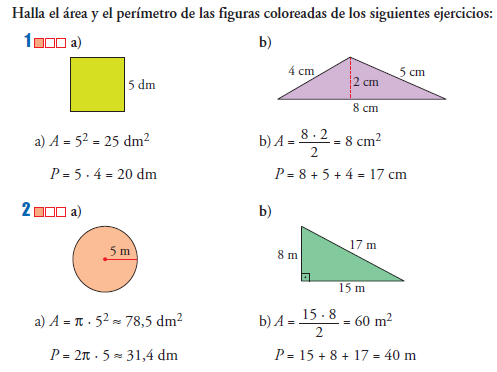 Halla el área y el perímetro de las figuras coloreadas de los siguientes ejercicios:
1 a)
5 dm
b)
4 cm
5 cm
2 cm
8 cm
a) A = 5² = 25 dm²
P = 5 · 4 = 20 dm
b) A = 8 · 2 / 2 = 8 cm²
P = 8 + 5 + 4 = 17 cm
2 a)
5 m
b)
8 m
17 m
15 m
a) A = π · 5² ≈ 78,5 dm²
P = 2π · 5 ≈ 31,4 dm
b) A = 15 · 8 / 2 = 60 m²
P = 15 + 8 + 17 = 40 m